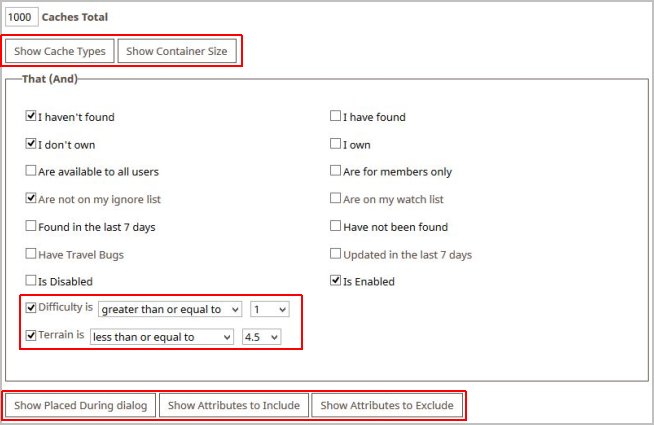 1000 Caches Total
Show Cache Types Show Container Size
That (And)
I haven't found I have found
I don't own I own
Are available to all users Are for members only
Are not on my ignore list Are on my watch list
Found in the last 7 days Have not been found
Have Travel Bugs Updated in the last 7 days
Is Disabled Is Enabled
Difficulty is greater than or equal to 1
Terrain is less than or equal to 4.5
Show Placed During dialog Show Attributes to Include Show Attributes to Exclude